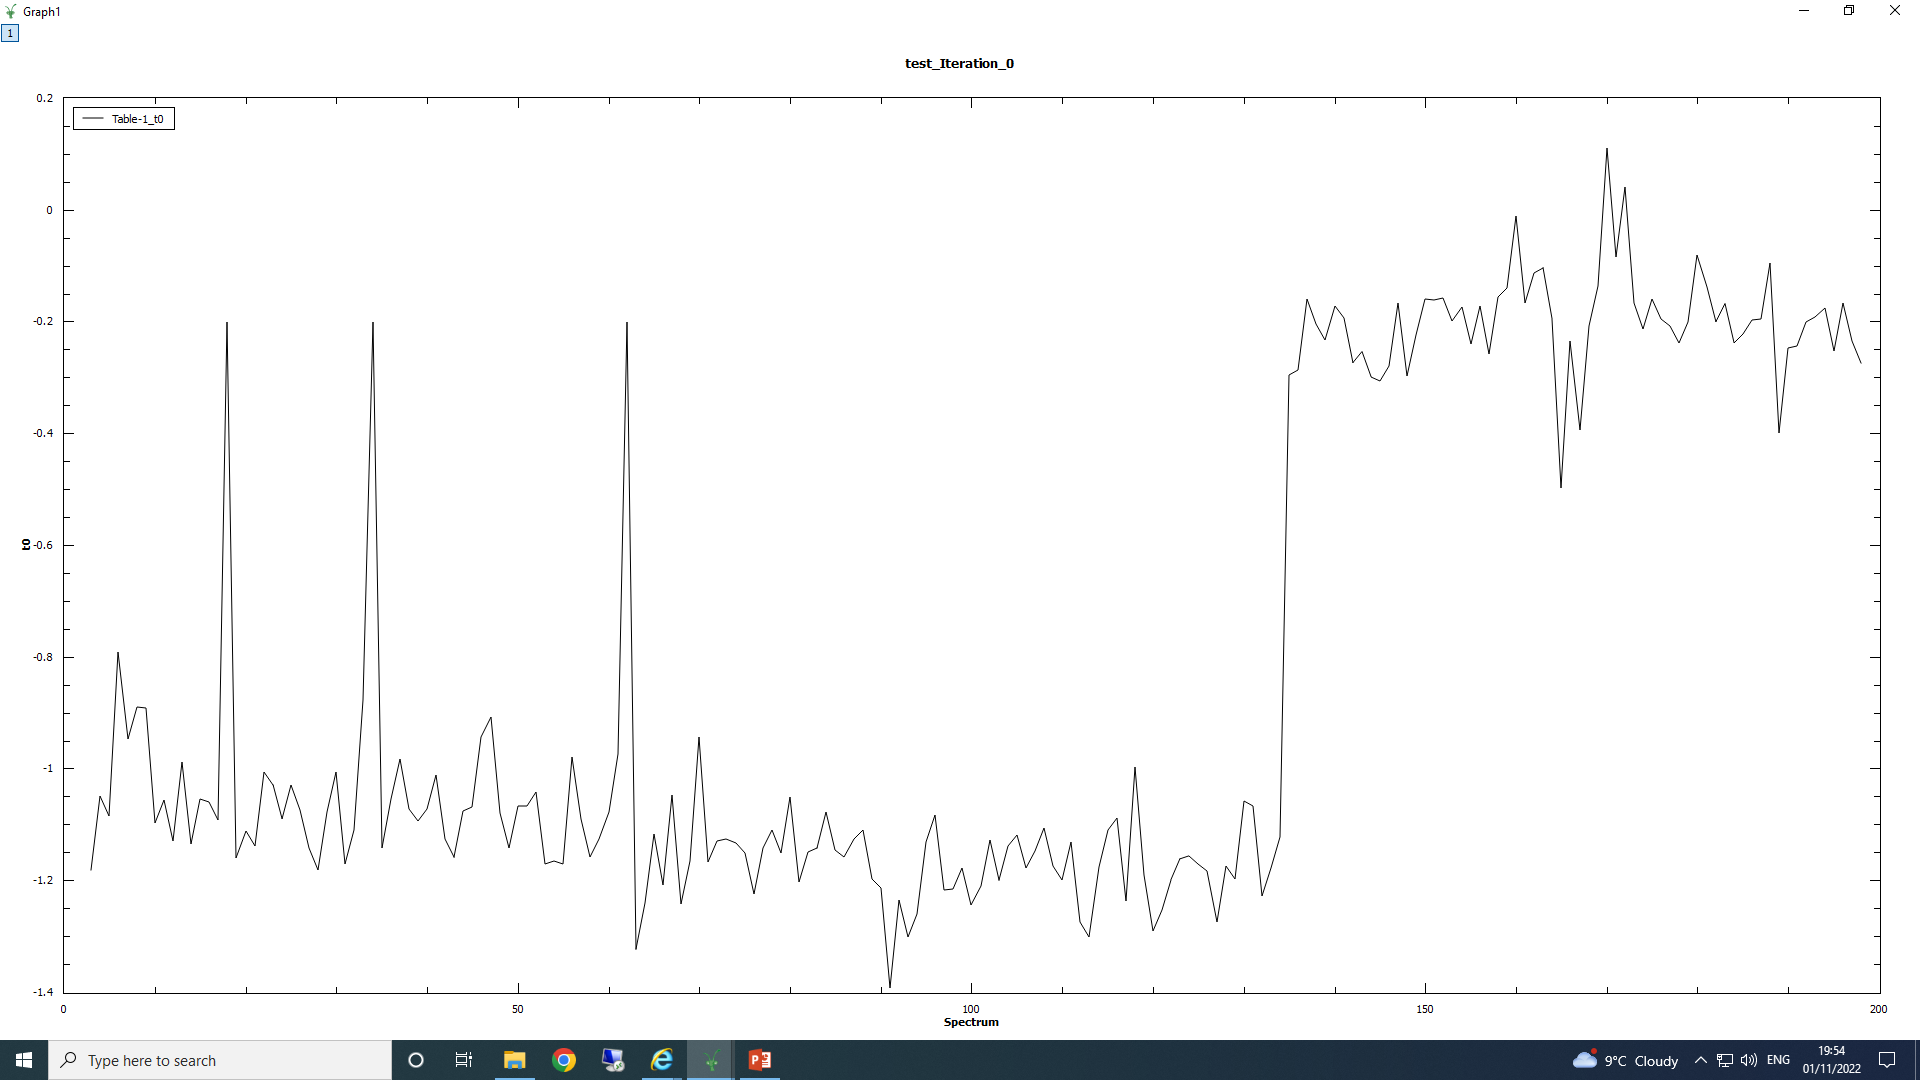 Graph1
1
test_Iteration_0
Table-1_t0
0.2
0
-0.2
-0.4
-0.6
-0.8
-1
-1.2
-1.4
t0
0
50
100
150
200
Spectrum
Type here to search
9°C Cloudy
ENG
19:54
01/11/2022